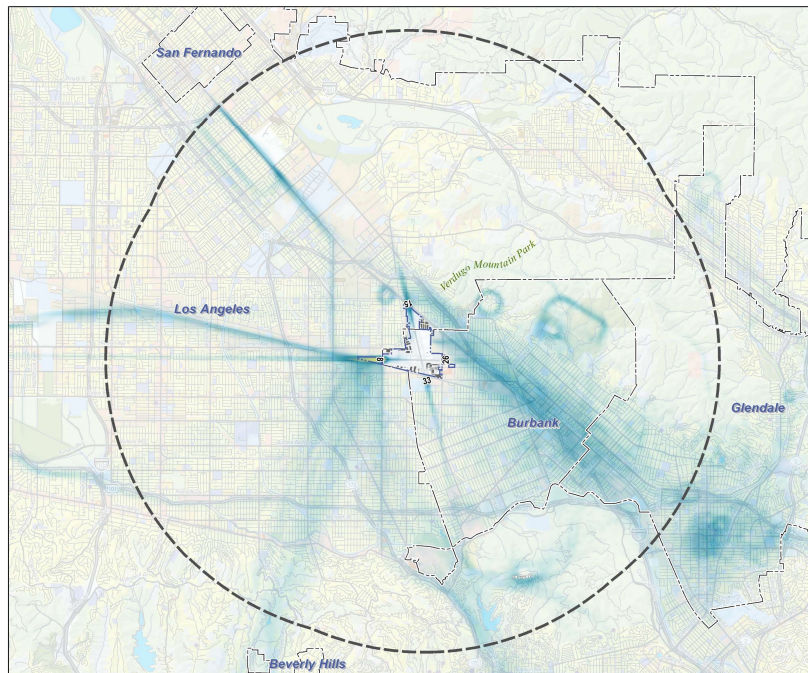 San Fernando
Verdugo Mountain Park
Los Angeles
15
8
26
33
Burbank
Glendale
Beverly Hills